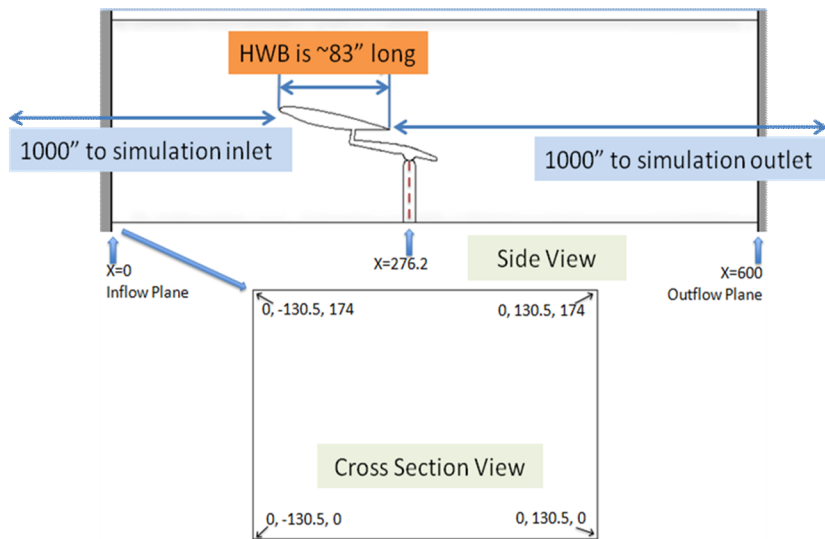 HWB is ~83” long
1000” to simulation inlet
1000” to simulation outlet
X=0
Inflow Plane
X=276.2
Side View
X=600
Outflow Plane
0, -130.5, 174
0, 130.5, 174
Cross Section View
0, -130.5, 0
0, 130.5, 0